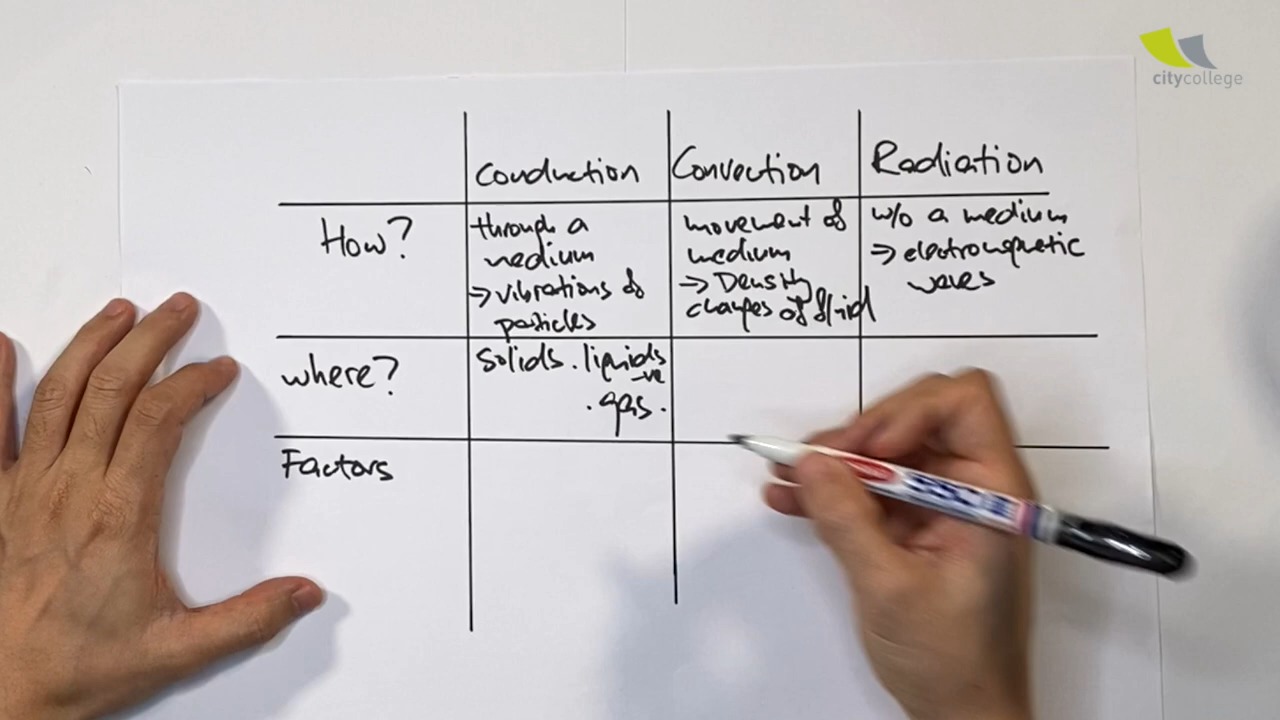 citycollege
Conduction
Convection
Radiation
How?
through a
medium
⇒ vibrations of
particles
movement of
medium
→ Density
changes of fluid
w/o a medium
⇒ electromagnetic
waves
where?
solids . liquids
-ve
. gas .
Factors